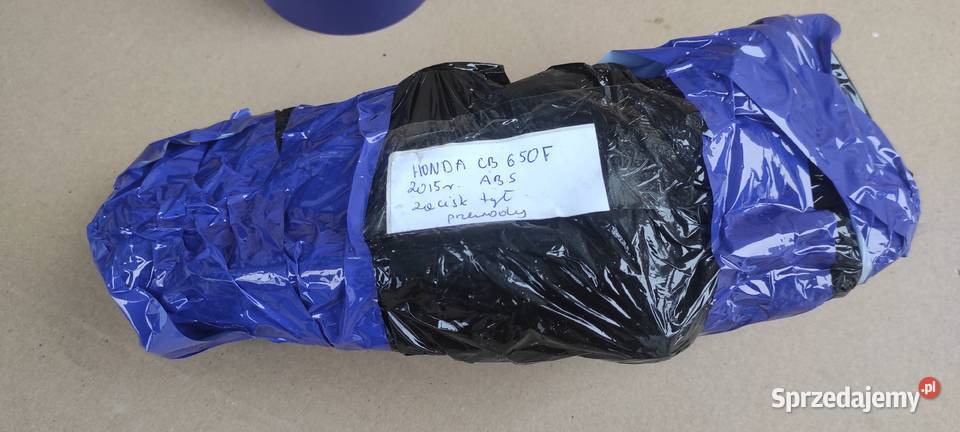 HONDA CB 650F
2015r. ABS
zacisk tył
przewody
Sprzedajemy.pl